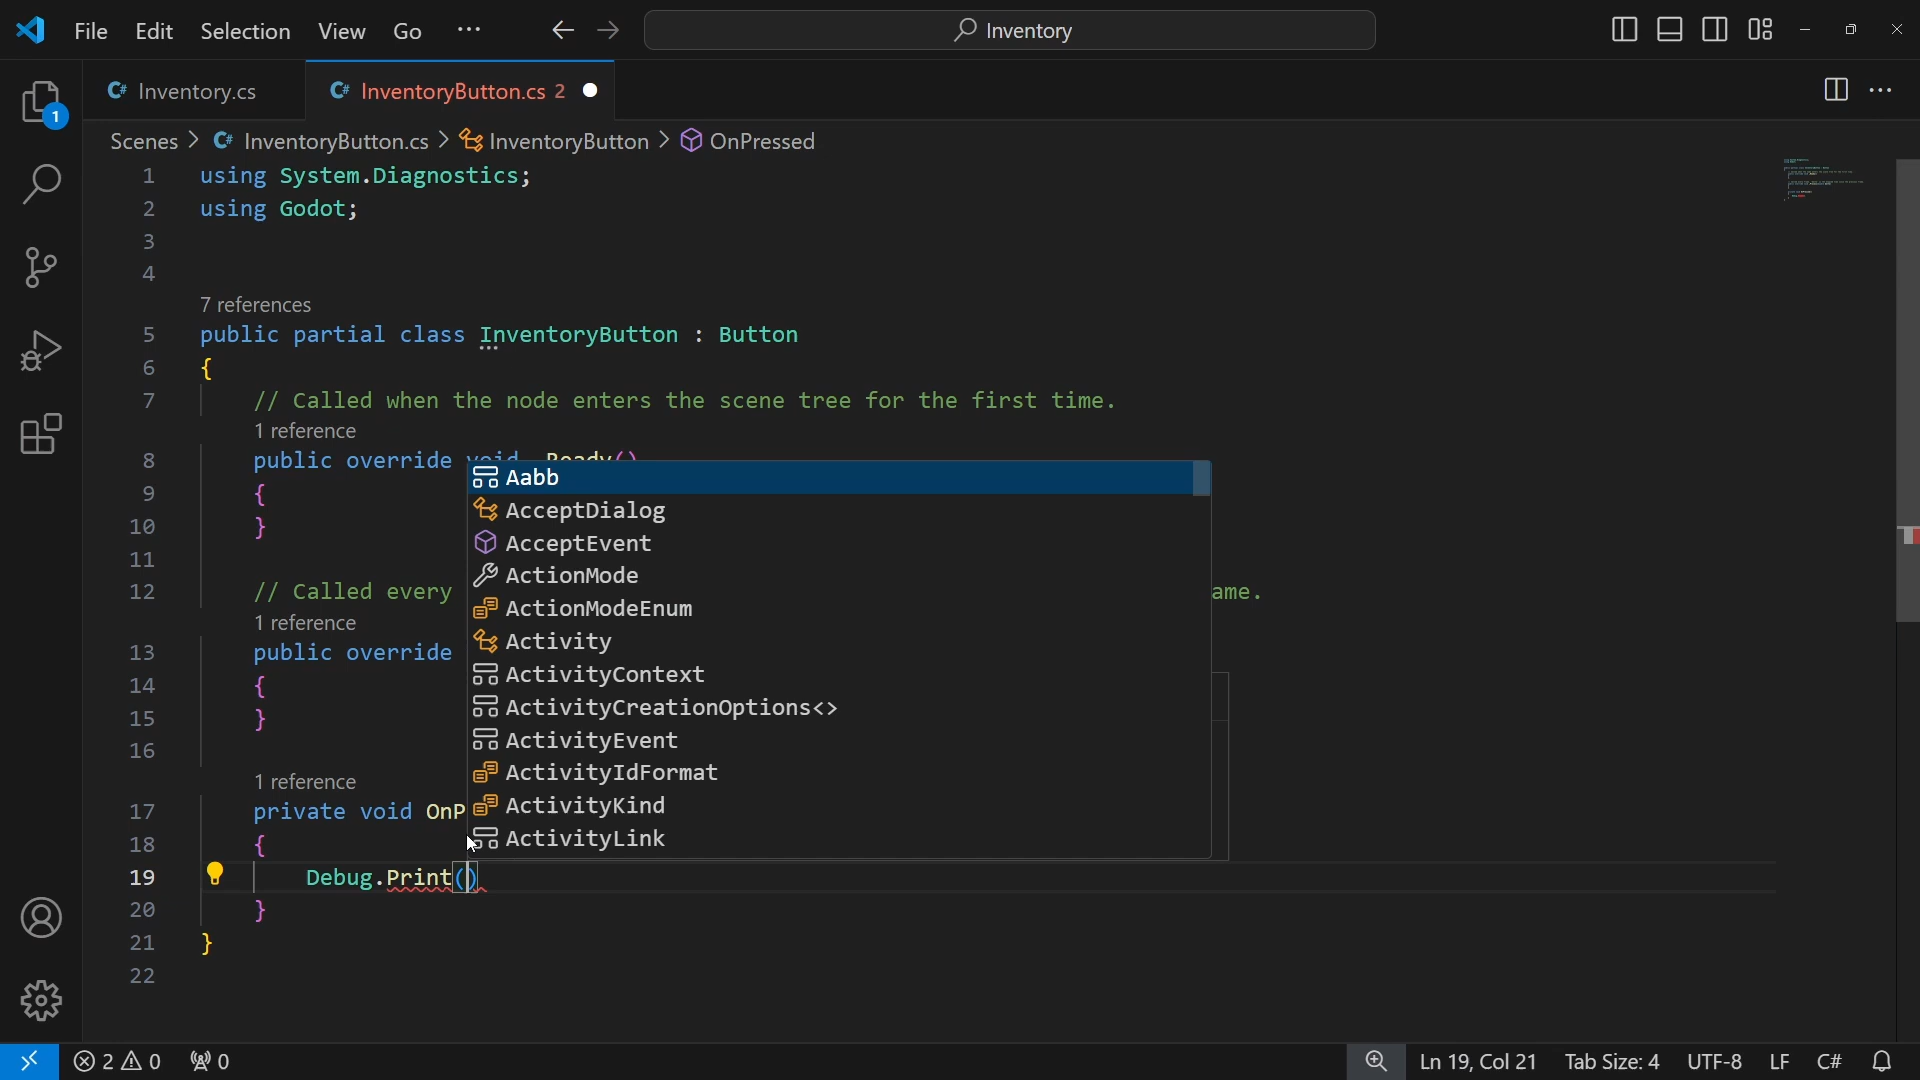 File Edit Selection View Go ··· Inventory
1
C# Inventory.cs C# InventoryButton.cs 2
Scenes > C# InventoryButton.cs > InventoryButton > OnPressed
1 using System.Diagnostics;
2 using Godot;
3
4
7 references
5 public partial class InventoryButton : Button
6 {
7 // Called when the node enters the scene tree for the first time.
1 reference
8 public override void _Ready()
9 {
10 }
11
12 // Called every ame.
1 reference
13 public override
14 {
15 }
16
1 reference
17 private void OnP
18 {
19 Debug.Print()
20 }
21 }
22
Aabb
AcceptDialog
AcceptEvent
ActionMode
ActionModeEnum
Activity
ActivityContext
ActivityCreationOptions<>
ActivityEvent
ActivityIdFormat
ActivityKind
ActivityLink
2 0 0 Ln 19, Col 21 Tab Size: 4 UTF-8 LF C#